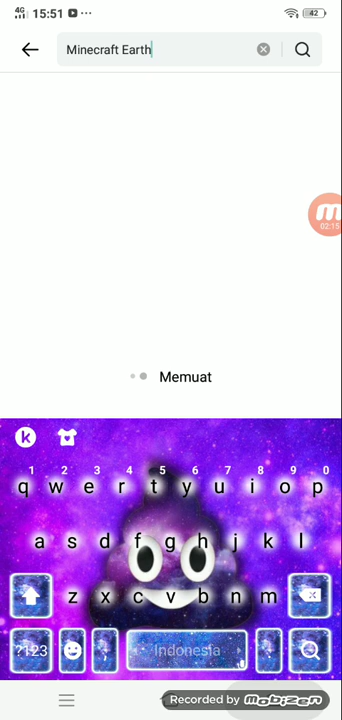 4G 15:51 42
Minecraft Earth
02:15
Memuat
1 2 3 4 5 6 7 8 9 0
q w e r t y u i o p
a s d f g h j k l
z x c v b n m
?123 , Indonesia .
Recorded by mobizen